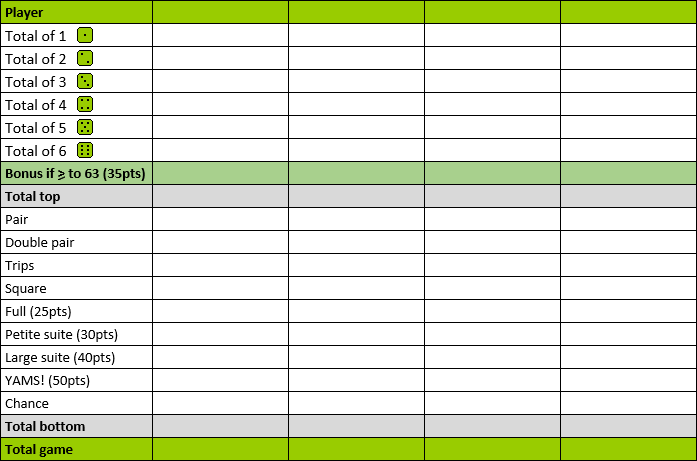 Player
Total of 1
Total of 2
Total of 3
Total of 4
Total of 5
Total of 6
Bonus if ⩾ to 63 (35pts)
Total top
Pair
Double pair
Trips
Square
Full (25pts)
Petite suite (30pts)
Large suite (40pts)
YAMS! (50pts)
Chance
Total bottom
Total game